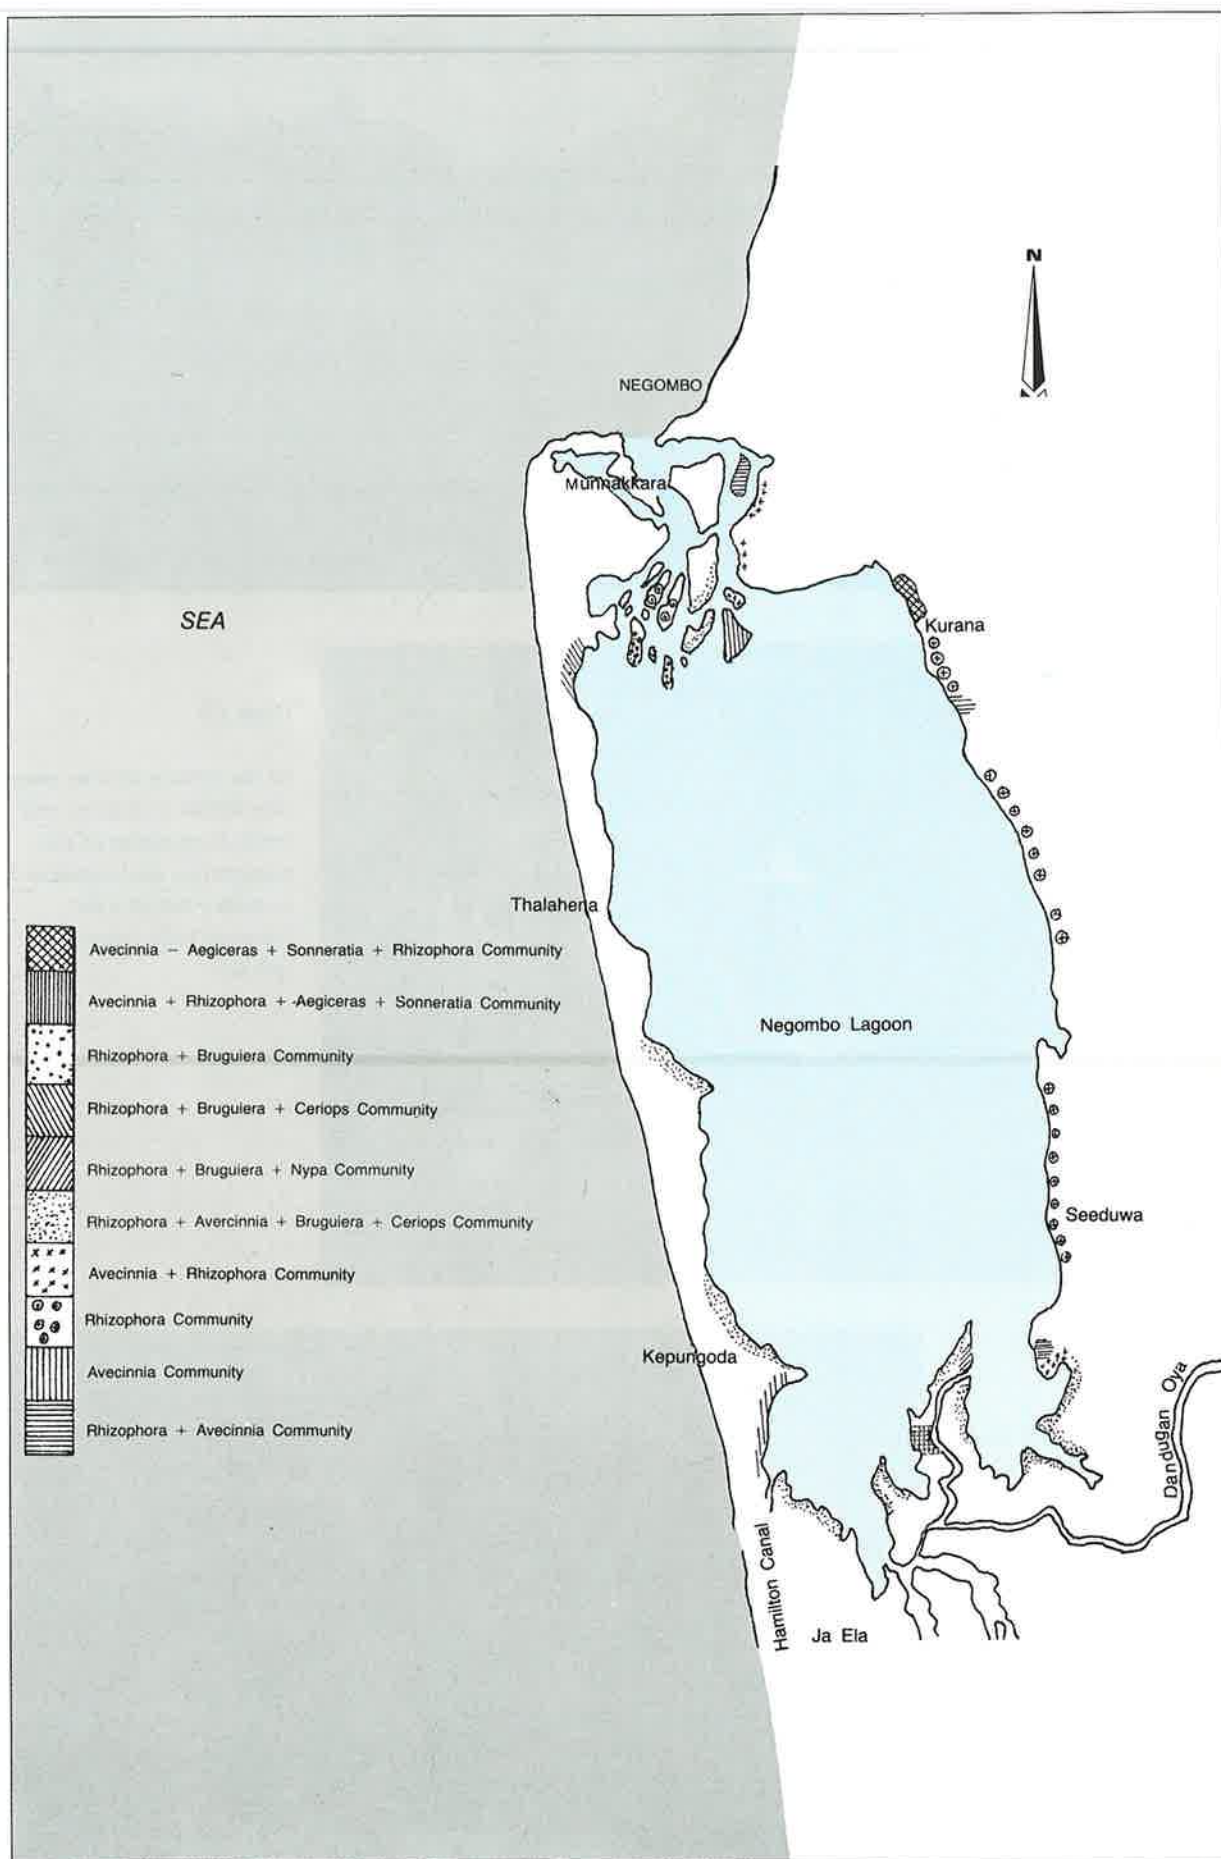 N
NEGOMBO
Munnakkara
SEA
Kurana
Thalahena
Avecinnia – Aegiceras + Sonneratia + Rhizophora Community
Avecinnia + Rhizophora + Aegiceras + Sonneratia Community
Negombo Lagoon
Rhizophora + Bruguiera Community
Rhizophora + Bruguiera + Ceriops Community
Rhizophora + Bruguiera + Nypa Community
Seeduwa
Rhizophora + Avercinnia + Bruguiera + Ceriops Community
Avecinnia + Rhizophora Community
Rhizophora Community
Kepungoda
Avecinnia Community
Dandugan Oya
Rhizophora + Avecinnia Community
Hamilton Canal
Ja Ela